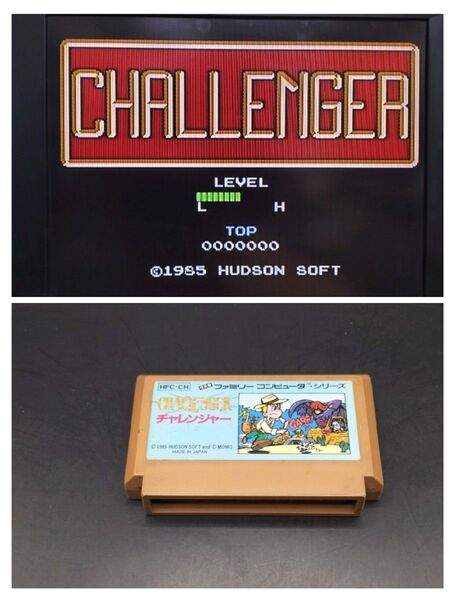 CHALLENGER
LEVEL
L H
TOP
0000000
©1985 HUDSON SOFT
HFC-CH
ファミリー コンピュータ™シリーズ
CHALLENGER
チャレンジャー
©1985 HUDSON SOFT and ©MOMO
MADE IN JAPAN